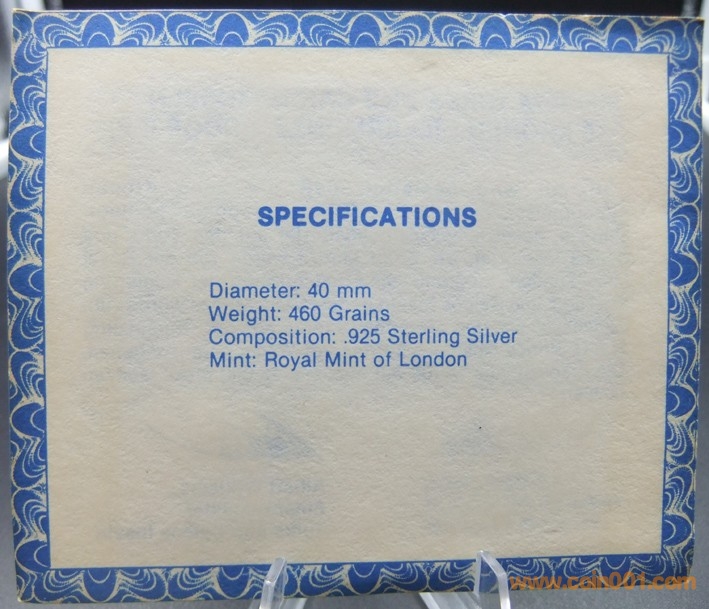 SPECIFICATIONS
Diameter: 40 mm
Weight: 460 Grains
Composition: .925 Sterling Silver
Mint: Royal Mint of London
www.coin001.com